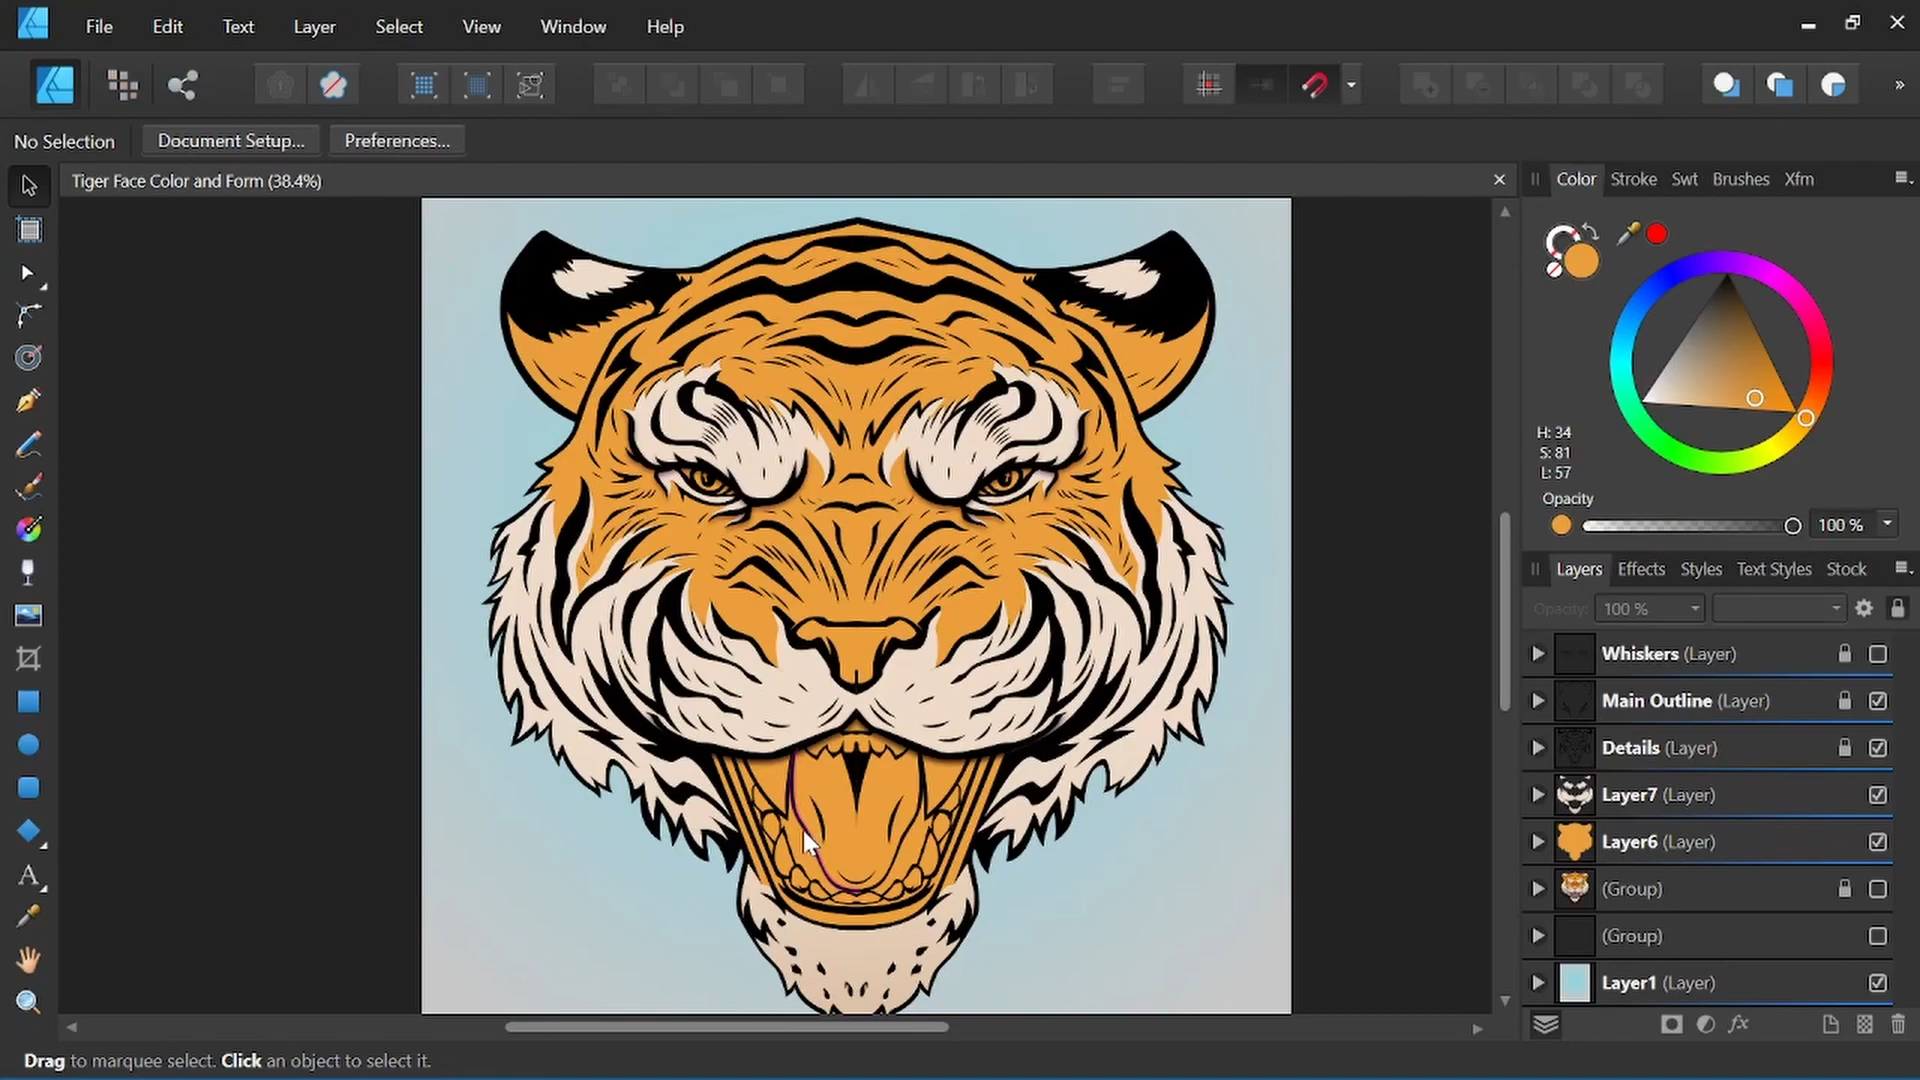 File Edit Text Layer Select View Window Help
No Selection Document Setup... Preferences...
Tiger Face Color and Form (38.4%)
Color Stroke Swt Brushes Xfm
H: 34
S: 81
L: 57
Opacity
100 %
Layers Effects Styles Text Styles Stock
Opacity: 100 %
Whiskers (Layer)
Main Outline (Layer)
Details (Layer)
Layer7 (Layer)
Layer6 (Layer)
(Group)
(Group)
Layer1 (Layer)
Drag to marquee select. Click an object to select it.